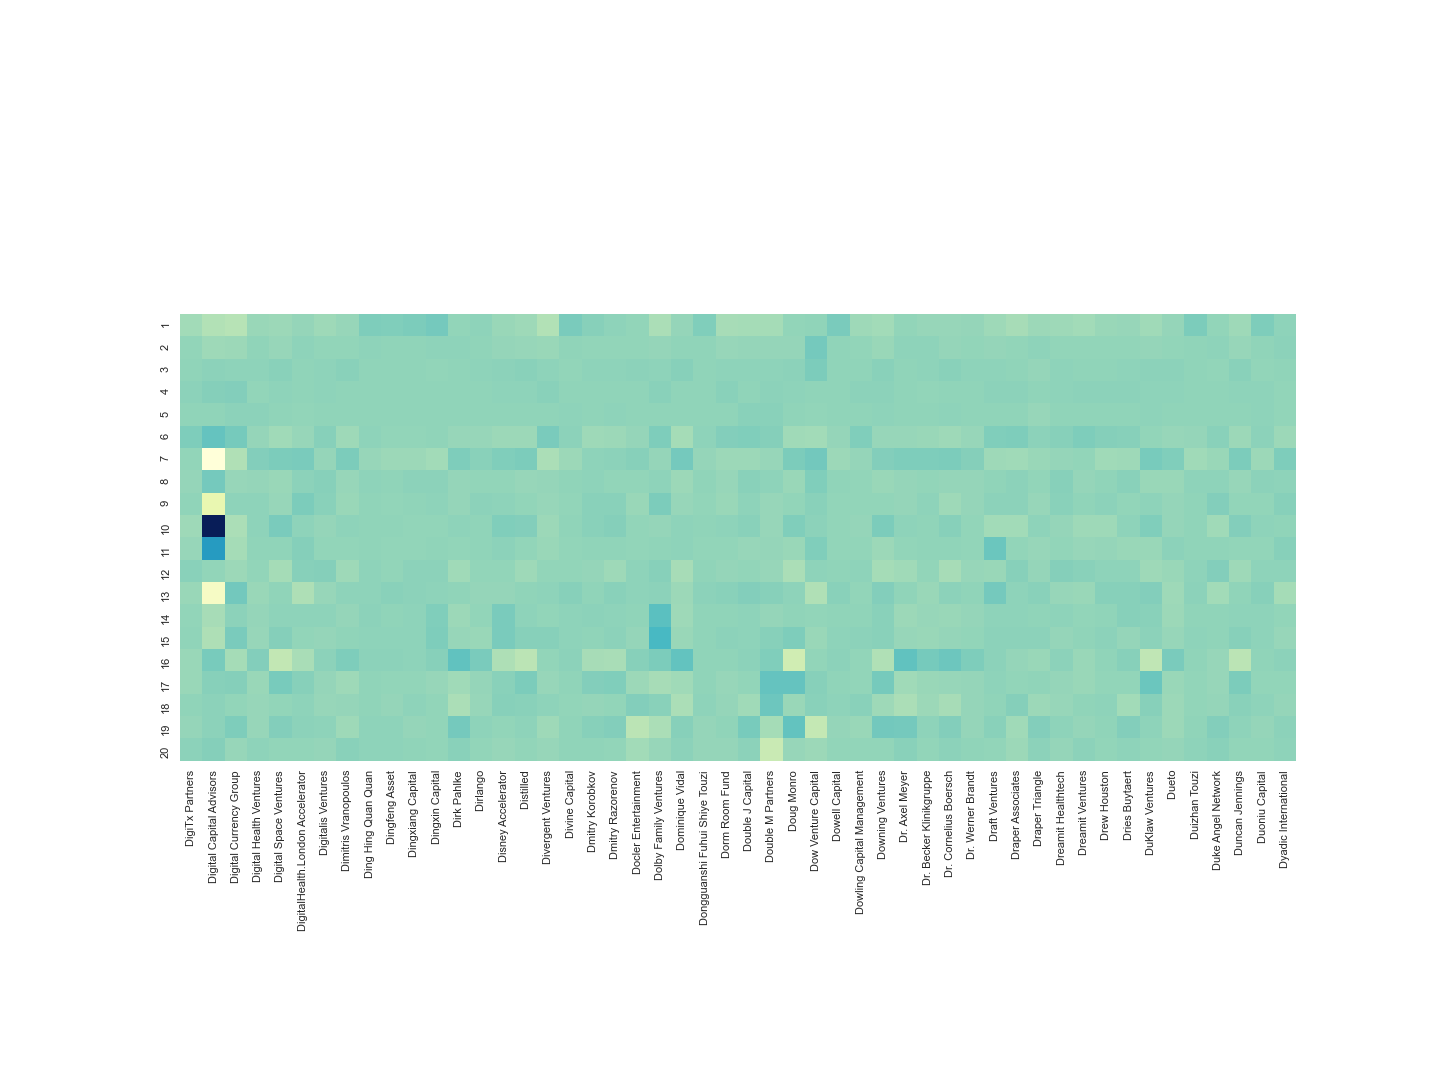 1
2
3
4
5
6
7
8
9
10
11
12
13
14
15
16
17
18
19
20
DigiTx Partners
Digital Capital Advisors
Digital Currency Group
Digital Health Ventures
Digital Space Ventures
DigitalHealth.London Accelerator
Digitalis Ventures
Dimitris Vranopoulos
Ding Hing Quan Quan
Dingfeng Asset
Dingxiang Capital
Dingxin Capital
Dirk Pahlke
Dirlango
Disney Accelerator
Distilled
Divergent Ventures
Divine Capital
Dmitry Korobkov
Dmitry Razorenov
Docler Entertainment
Dolby Family Ventures
Dominique Vidal
Dongguanshi Fuhui Shiye Touzi
Dorm Room Fund
Double J Capital
Double M Partners
Doug Monro
Dow Venture Capital
Dowell Capital
Dowling Capital Management
Downing Ventures
Dr. Axel Meyer
Dr. Becker Klinikgruppe
Dr. Cornelius Boersch
Dr. Werner Brandt
Draft Ventures
Draper Associates
Draper Triangle
Dreamit Healthtech
Dreamit Ventures
Drew Houston
Dries Buytaert
DuKlaw Ventures
Dueto
Duizhan Touzi
Duke Angel Network
Duncan Jennings
Duoniu Capital
Dyadic International